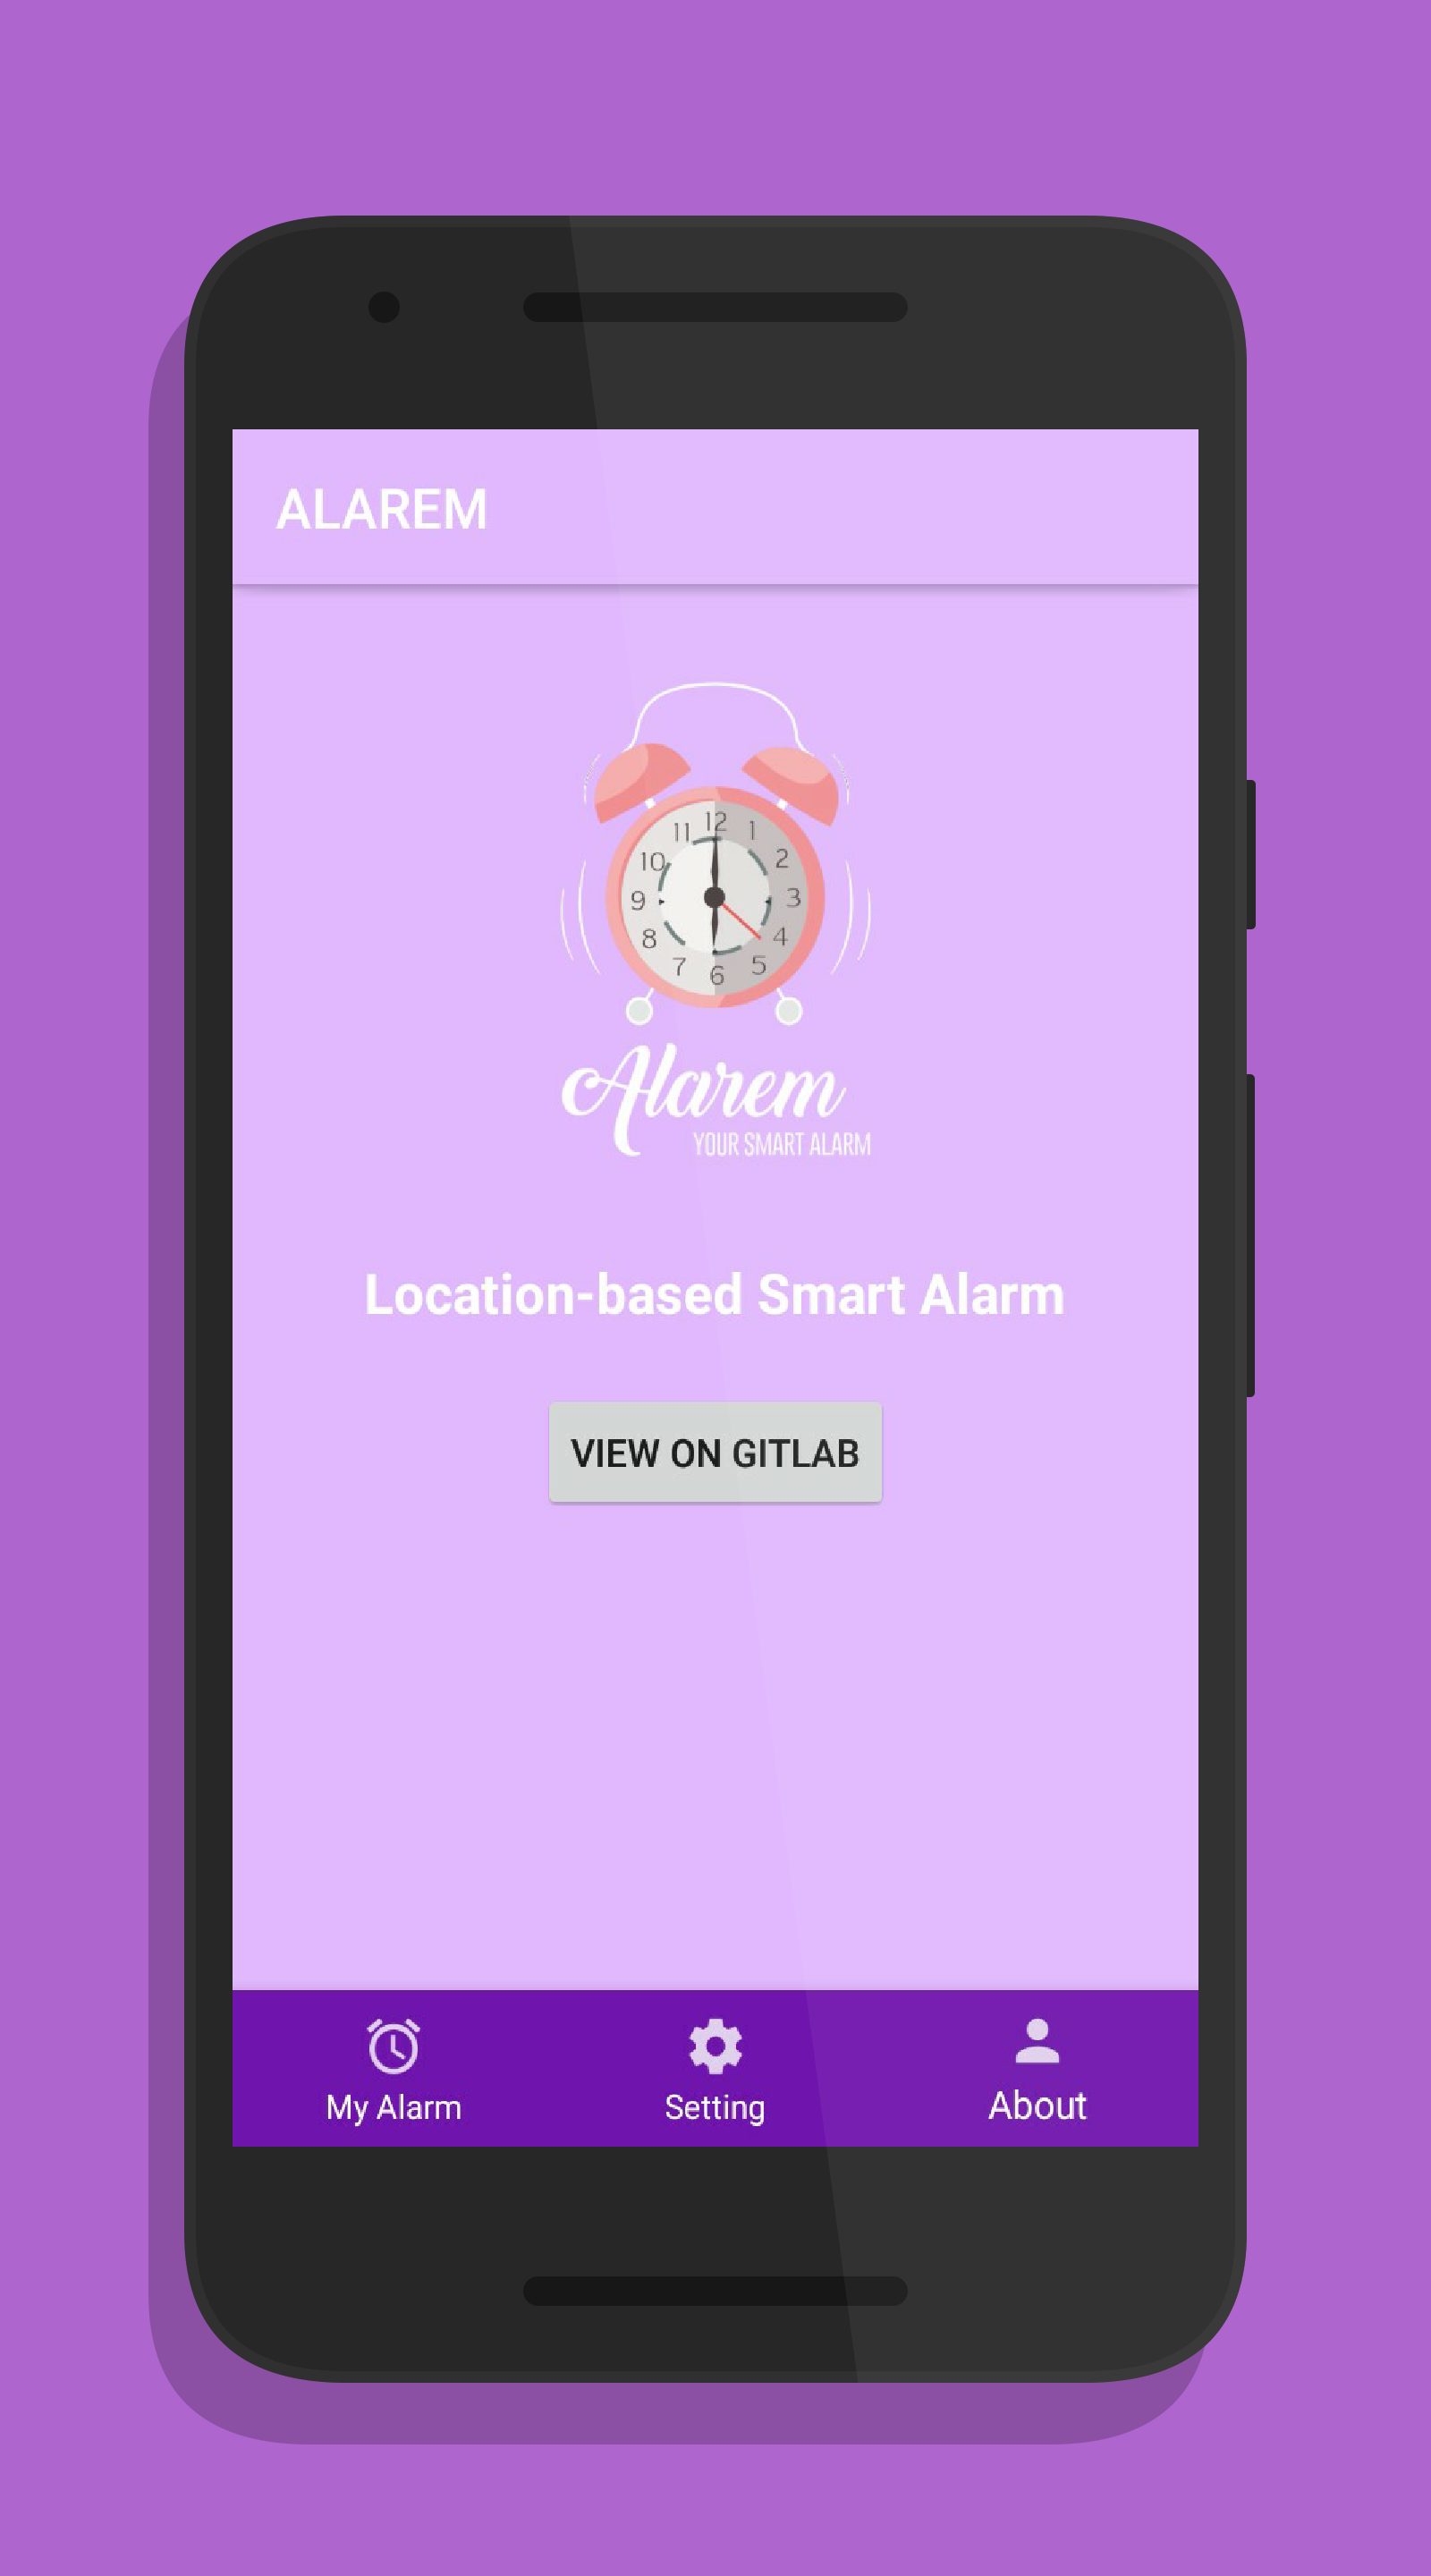 ALAREM
12
11 1
10 2
9 3
8 4
7 5
6
Alarem
YOUR SMART ALARM
Location-based Smart Alarm
VIEW ON GITLAB
My Alarm Setting About